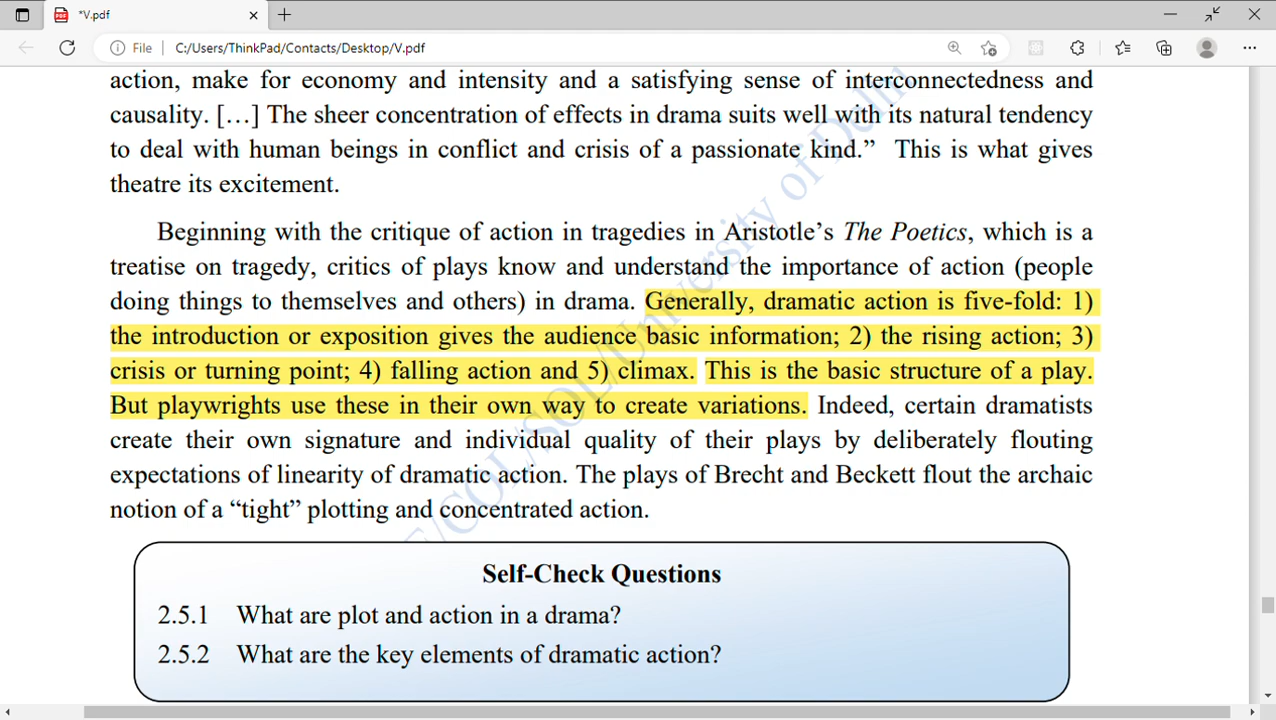 *V.pdf
File | C:/Users/ThinkPad/Contacts/Desktop/V.pdf
action, make for economy and intensity and a satisfying sense of interconnectedness and
causality. […] The sheer concentration of effects in drama suits well with its natural tendency
to deal with human beings in conflict and crisis of a passionate kind.” This is what gives
theatre its excitement.
Beginning with the critique of action in tragedies in Aristotle’s The Poetics, which is a
treatise on tragedy, critics of plays know and understand the importance of action (people
doing things to themselves and others) in drama. Generally, dramatic action is five-fold: 1)
the introduction or exposition gives the audience basic information; 2) the rising action; 3)
crisis or turning point; 4) falling action and 5) climax. This is the basic structure of a play.
But playwrights use these in their own way to create variations. Indeed, certain dramatists
create their own signature and individual quality of their plays by deliberately flouting
expectations of linearity of dramatic action. The plays of Brecht and Beckett flout the archaic
notion of a “tight” plotting and concentrated action.
/COL/SOL/University of Delhi
Self-Check Questions
2.5.1 What are plot and action in a drama?
2.5.2 What are the key elements of dramatic action?